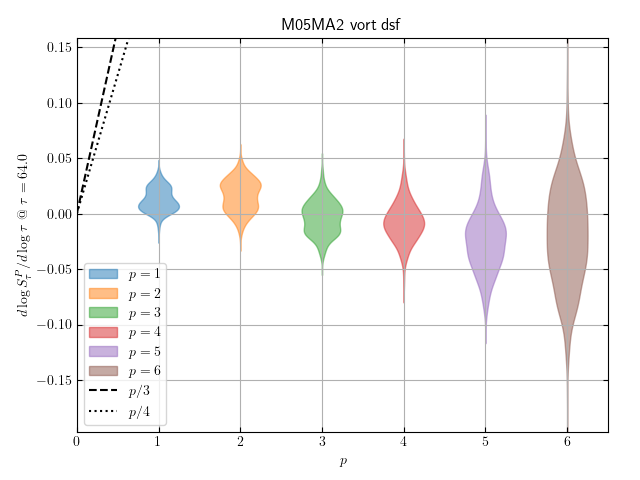 M05MA2 vort dsf
d log S_τ^P / d log τ @ τ = 64.0
0.15
0.10
0.05
0.00
−0.05
−0.10
−0.15
p = 1
p = 2
p = 3
p = 4
p = 5
p = 6
p/3
p/4
0 1 2 3 4 5 6
p